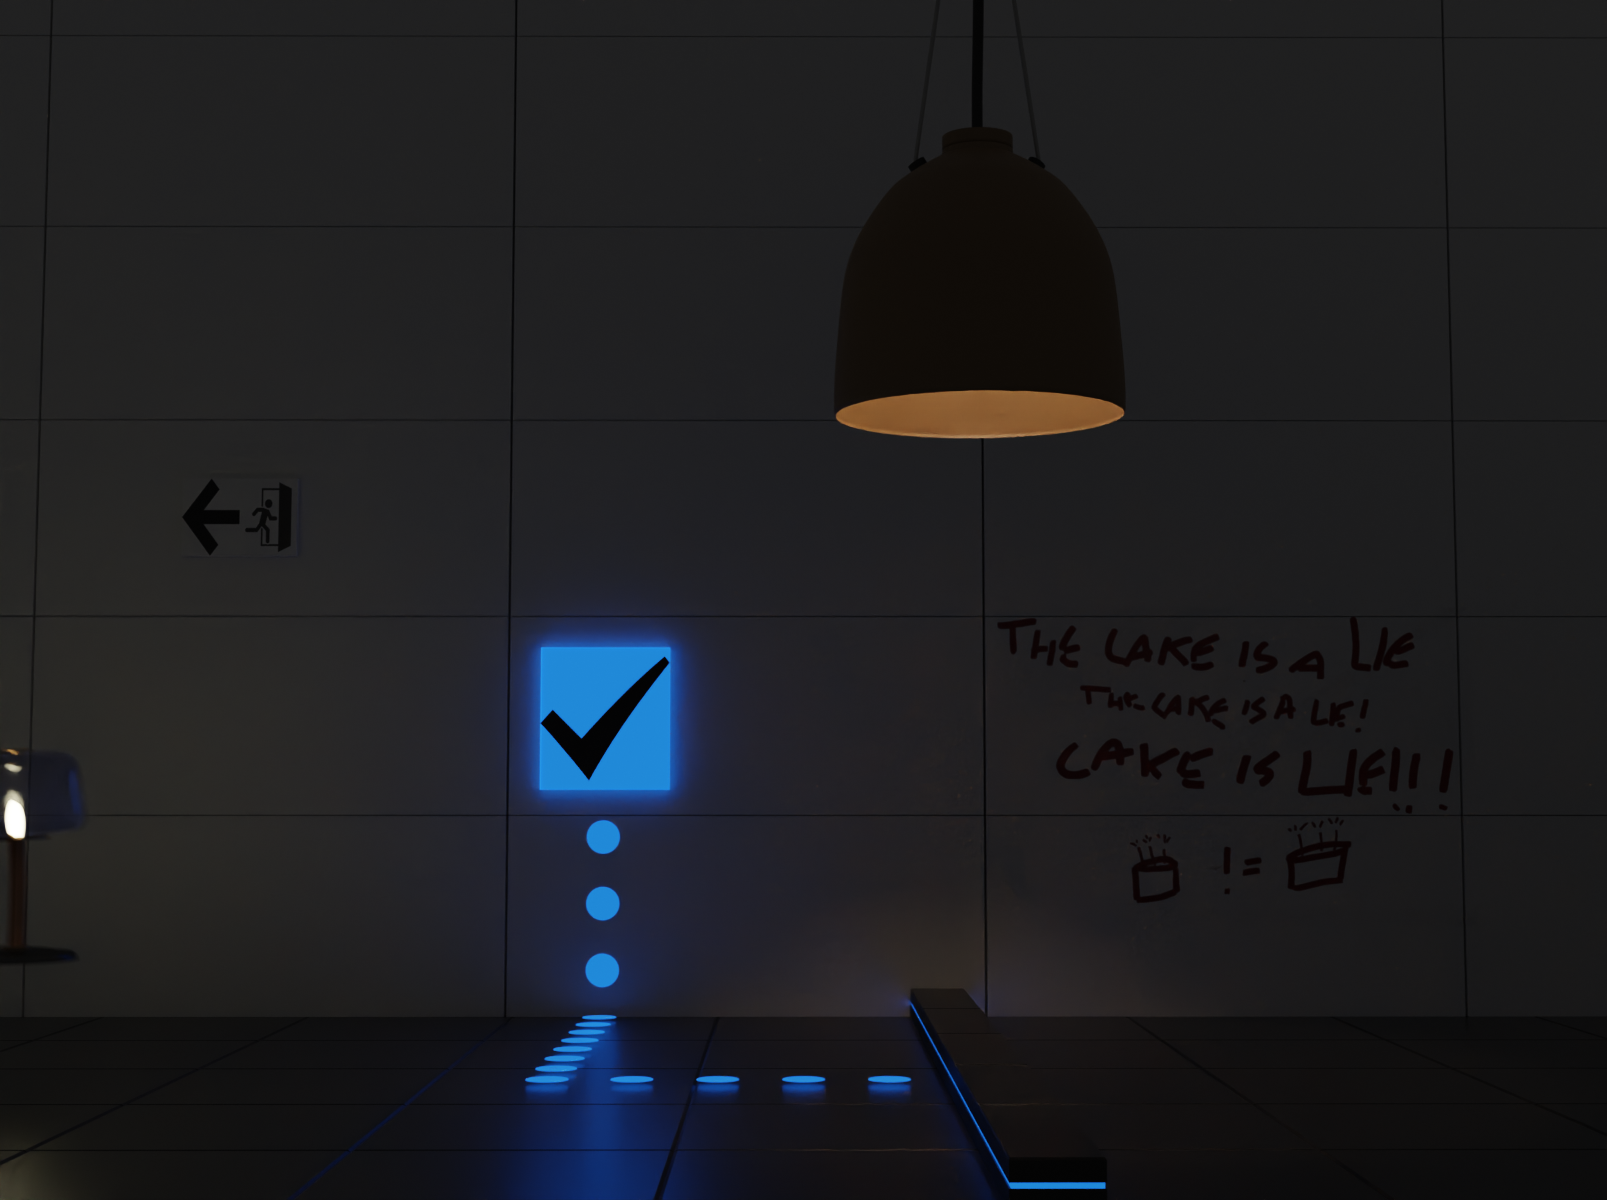 THE CAKE IS A LIE
THE CAKE IS A LIE!
CAKE IS LIE!!!
!=